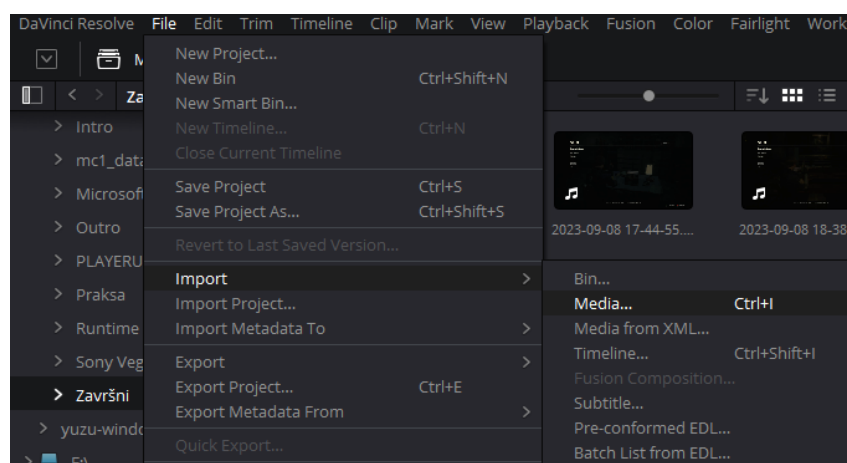 DaVinci Resolve File Edit Trim Timeline Clip Mark View Playback Fusion Color Fairlight Work
M
Za
Intro
mc1_data
Microsoft
Outro
PLAYERU
Praksa
Runtime
Sony Veg
Završni
yuzu-windo
E:\
New Project...
New Bin Ctrl+Shift+N
New Smart Bin...
New Timeline... Ctrl+N
Close Current Timeline
Save Project Ctrl+S
Save Project As... Ctrl+Shift+S
Revert to Last Saved Version...
Import
Import Project...
Import Metadata To
Export
Export Project... Ctrl+E
Export Metadata From
Quick Export...
2023-09-08 17-44-55....
2023-09-08 18-38
Bin...
Media... Ctrl+I
Media from XML...
Timeline... Ctrl+Shift+I
Fusion Composition...
Subtitle...
Pre-conformed EDL...
Batch List from EDL...